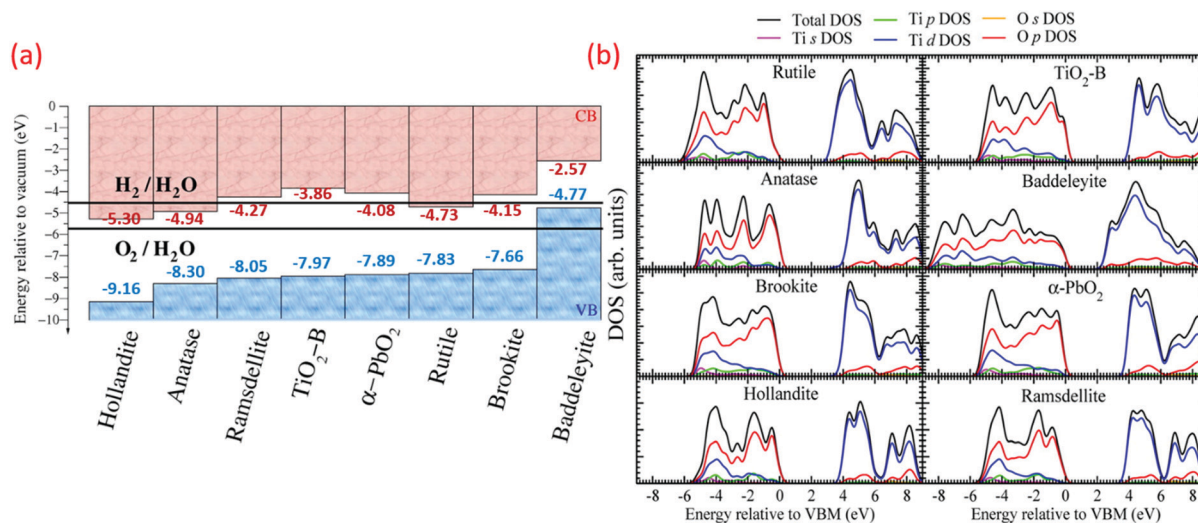 (a)
Energy relative to vacuum (eV)
0
-1
-2
-3
-4
-5
-6
-7
-8
-9
-10
CB
H2 / H2O
O2 / H2O
VB
-5.30
-4.94
-4.27
-3.86
-4.08
-4.73
-4.15
-2.57
-9.16
-8.30
-8.05
-7.97
-7.89
-7.83
-7.66
-4.77
Hollandite
Anatase
Ramsdellite
TiO2–B
α–PbO2
Rutile
Brookite
Baddeleyite
(b)
Total DOS Ti p DOS O s DOS
Ti s DOS Ti d DOS O p DOS
DOS (arb. units)
Rutile TiO2-B
Anatase Baddeleyite
Brookite α-PbO2
Hollandite Ramsdellite
-8 -6 -4 -2 0 2 4 6 8 -8 -6 -4 -2 0 2 4 6 8
Energy relative to VBM (eV) Energy relative to VBM (eV)